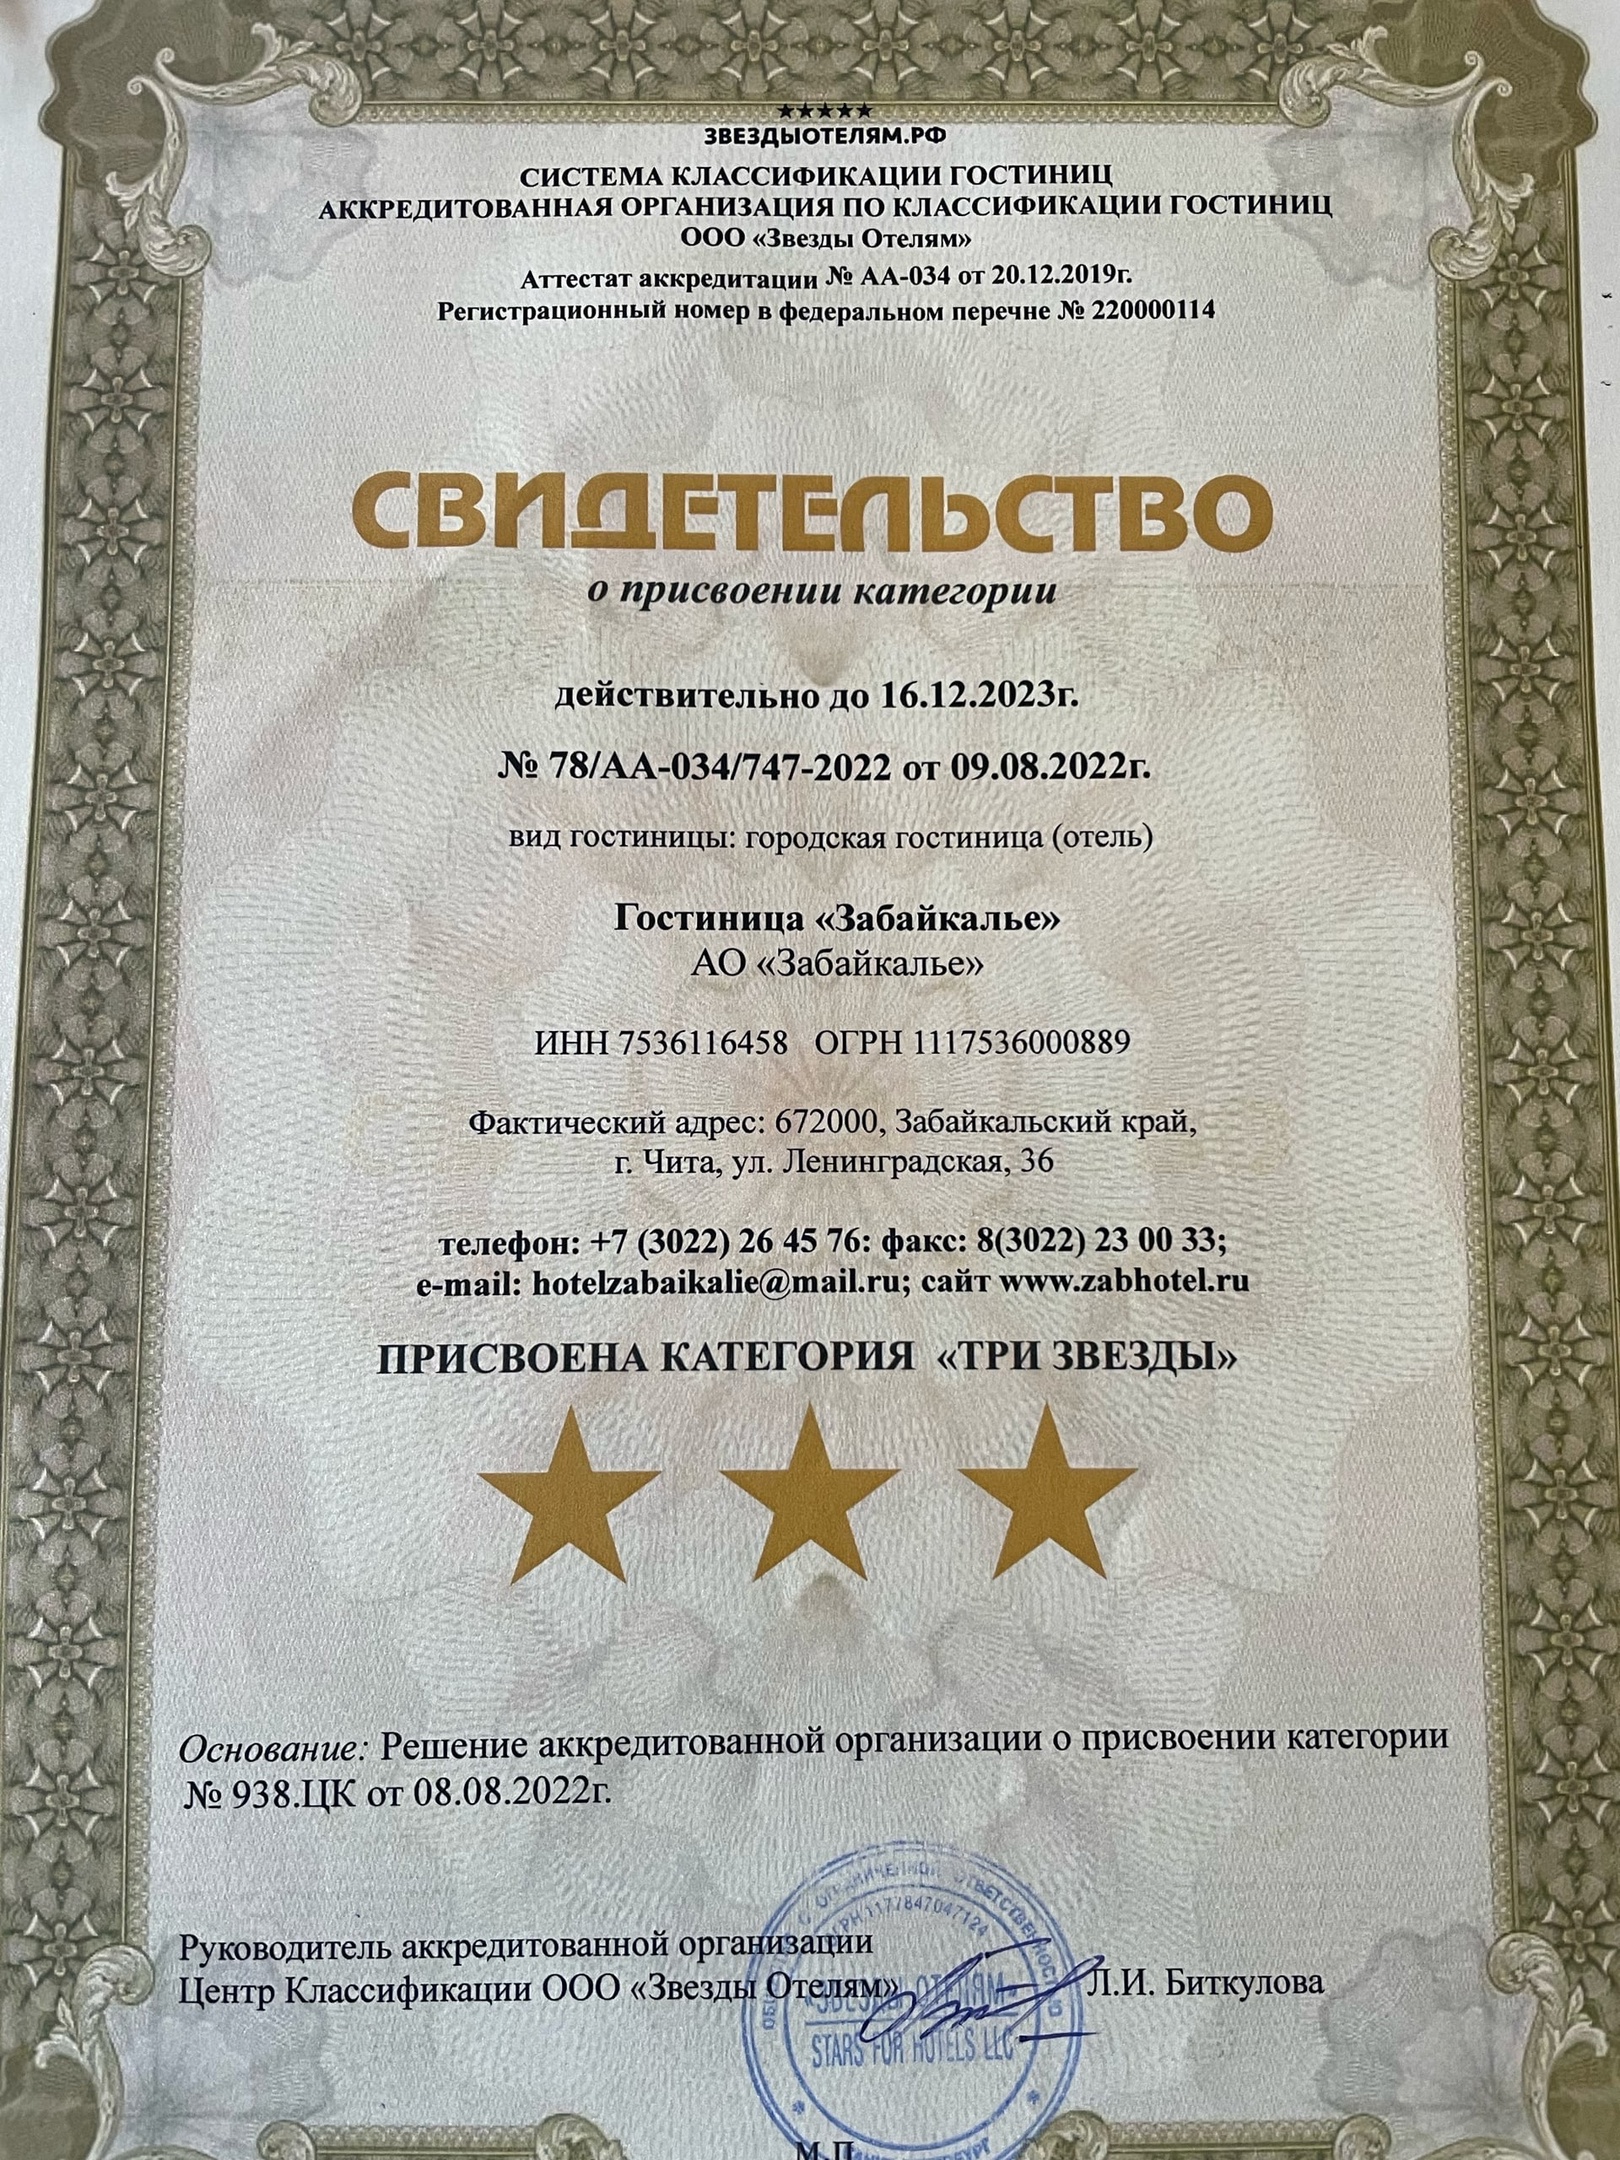 ЗВЕЗДЫОТЕЛЯМ.РФ
СИСТЕМА КЛАССИФИКАЦИИ ГОСТИНИЦ
АККРЕДИТОВАННАЯ ОРГАНИЗАЦИЯ ПО КЛАССИФИКАЦИИ ГОСТИНИЦ
ООО «Звезды Отелям»
Аттестат аккредитации № АА-034 от 20.12.2019г.
Регистрационный номер в федеральном перечне № 220000114
СВИДЕТЕЛЬСТВО
о присвоении категории
действительно до 16.12.2023г.
№ 78/АА-034/747-2022 от 09.08.2022г.
вид гостиницы: городская гостиница (отель)
Гостиница «Забайкалье»
АО «Забайкалье»
ИНН 7536116458 ОГРН 1117536000889
Фактический адрес: 672000, Забайкальский край,
г. Чита, ул. Ленинградская, 36
телефон: +7 (3022) 26 45 76: факс: 8(3022) 23 00 33;
e-mail: hotelzabaikalie@mail.ru; сайт www.zabhotel.ru
ПРИСВОЕНА КАТЕГОРИЯ «ТРИ ЗВЕЗДЫ»
Основание: Решение аккредитованной организации о присвоении категории
№ 938.ЦК от 08.08.2022г.
Руководитель аккредитованной организации
Центр Классификации ООО «Звезды Отелям» Л.И. Биткулова
ОГРН 1177847047124
«ЗВЕЗДЫ ОТЕЛЯМ»
STARS FOR HOTELS LLC
М.П.